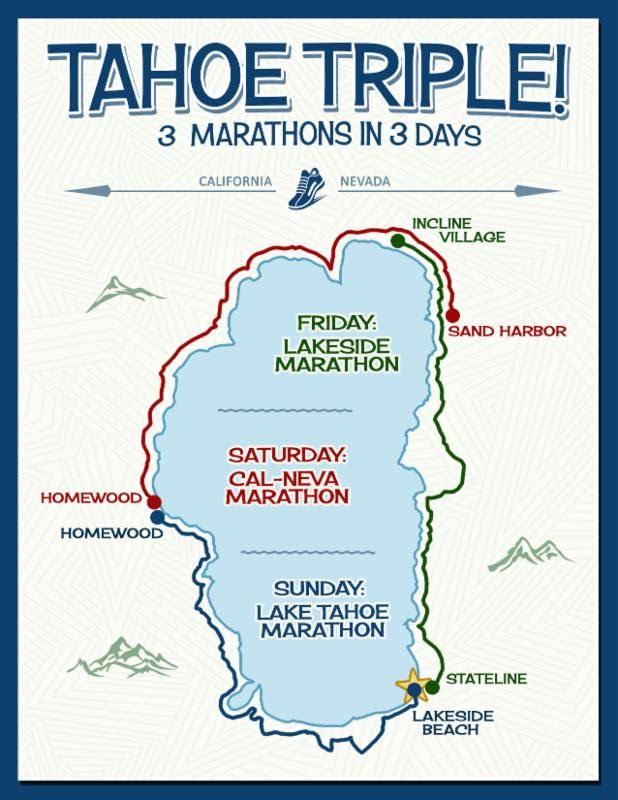 TAHOE TRIPLE!
3 MARATHONS IN 3 DAYS
CALIFORNIA
NEVADA
INCLINE
VILLAGE
SAND HARBOR
FRIDAY:
LAKESIDE
MARATHON
SATURDAY:
CAL-NEVA
MARATHON
HOMEWOOD
HOMEWOOD
SUNDAY:
LAKE TAHOE
MARATHON
STATELINE
LAKESIDE
BEACH